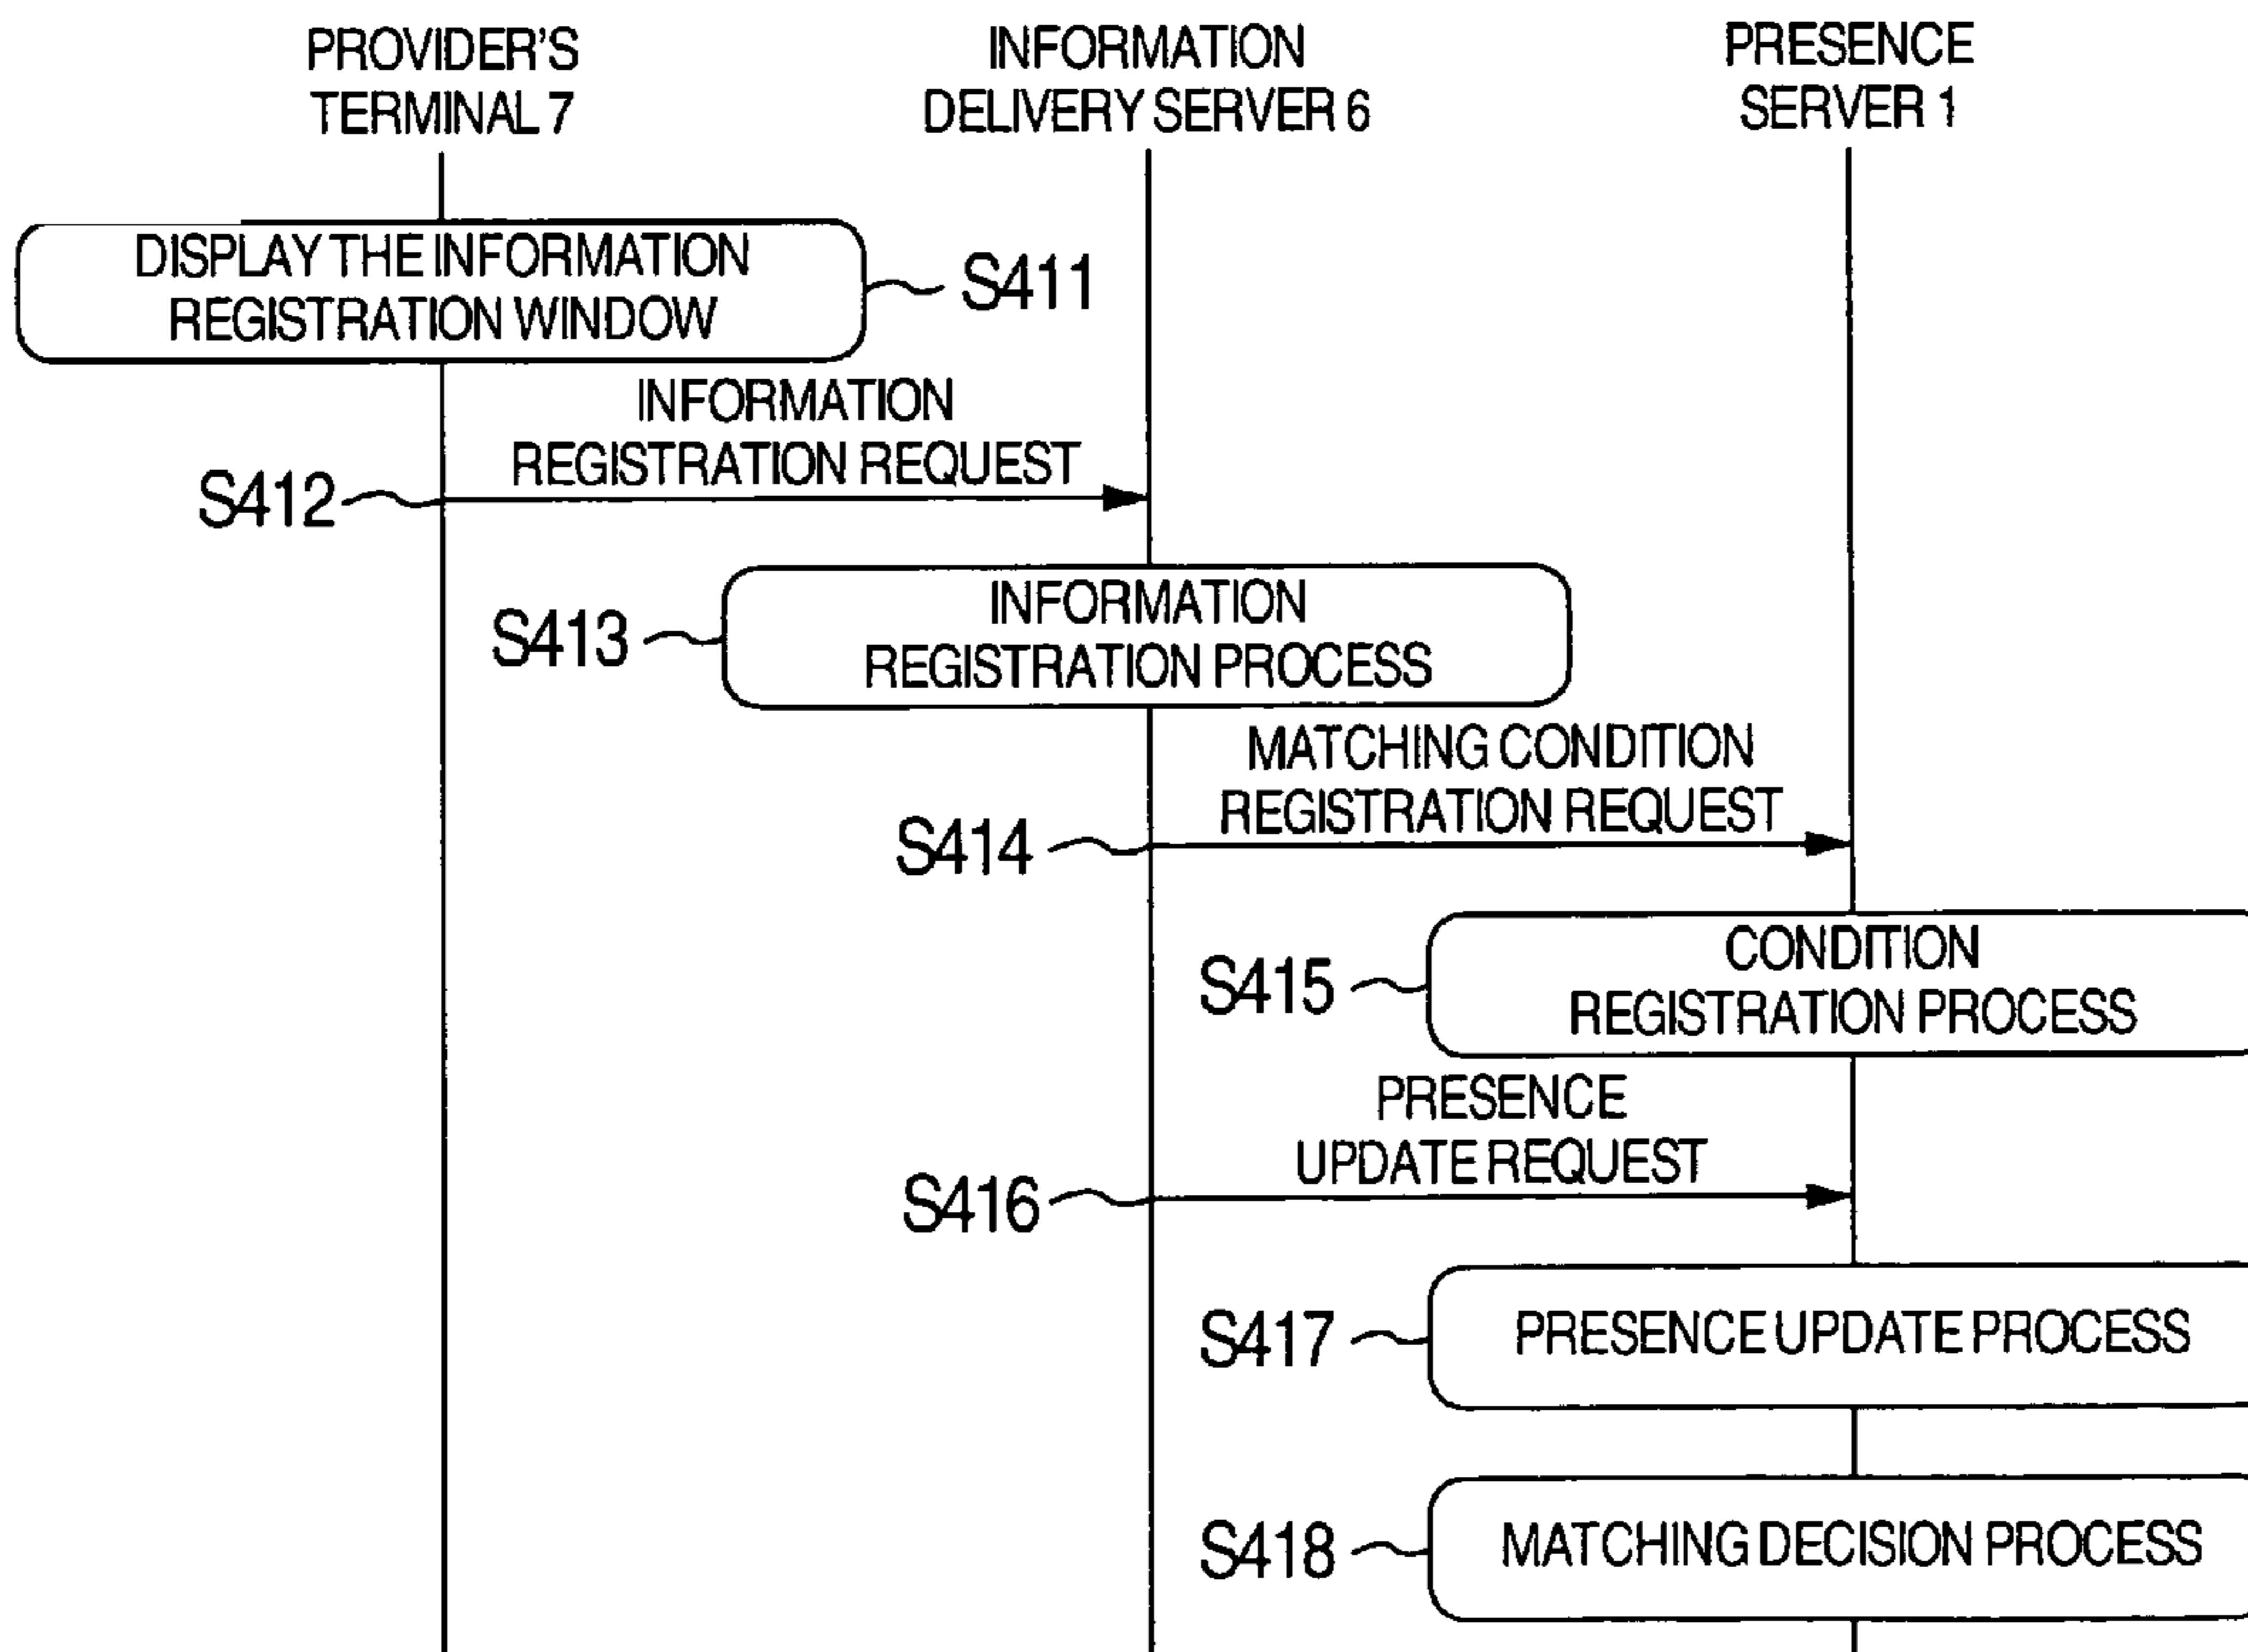 PROVIDER'S
TERMINAL 7
INFORMATION
DELIVERY SERVER 6
PRESENCE
SERVER 1
DISPLAY THE INFORMATION
REGISTRATION WINDOW
S411
INFORMATION
REGISTRATION REQUEST
S412
INFORMATION
REGISTRATION PROCESS
S413
MATCHING CONDITION
REGISTRATION REQUEST
S414
CONDITION
REGISTRATION PROCESS
S415
PRESENCE
UPDATE REQUEST
S416
S417
PRESENCE UPDATE PROCESS
S418
MATCHING DECISION PROCESS